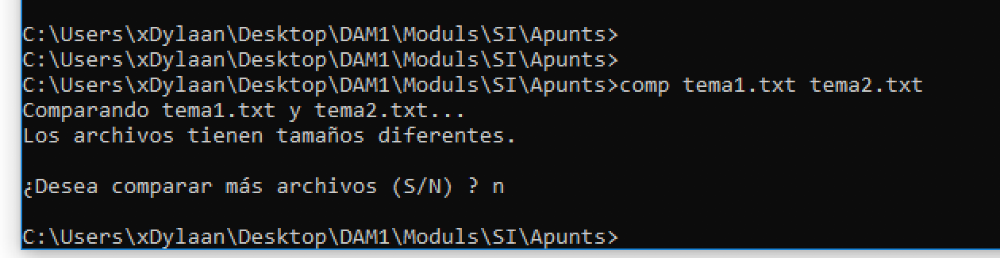 C:\Users\xDylaan\Desktop\DAM1\Moduls\SI\Apunts>
C:\Users\xDylaan\Desktop\DAM1\Moduls\SI\Apunts>
C:\Users\xDylaan\Desktop\DAM1\Moduls\SI\Apunts>comp tema1.txt tema2.txt
Comparando tema1.txt y tema2.txt...
Los archivos tienen tamaños diferentes.
¿Desea comparar más archivos (S/N) ? n
C:\Users\xDylaan\Desktop\DAM1\Moduls\SI\Apunts>